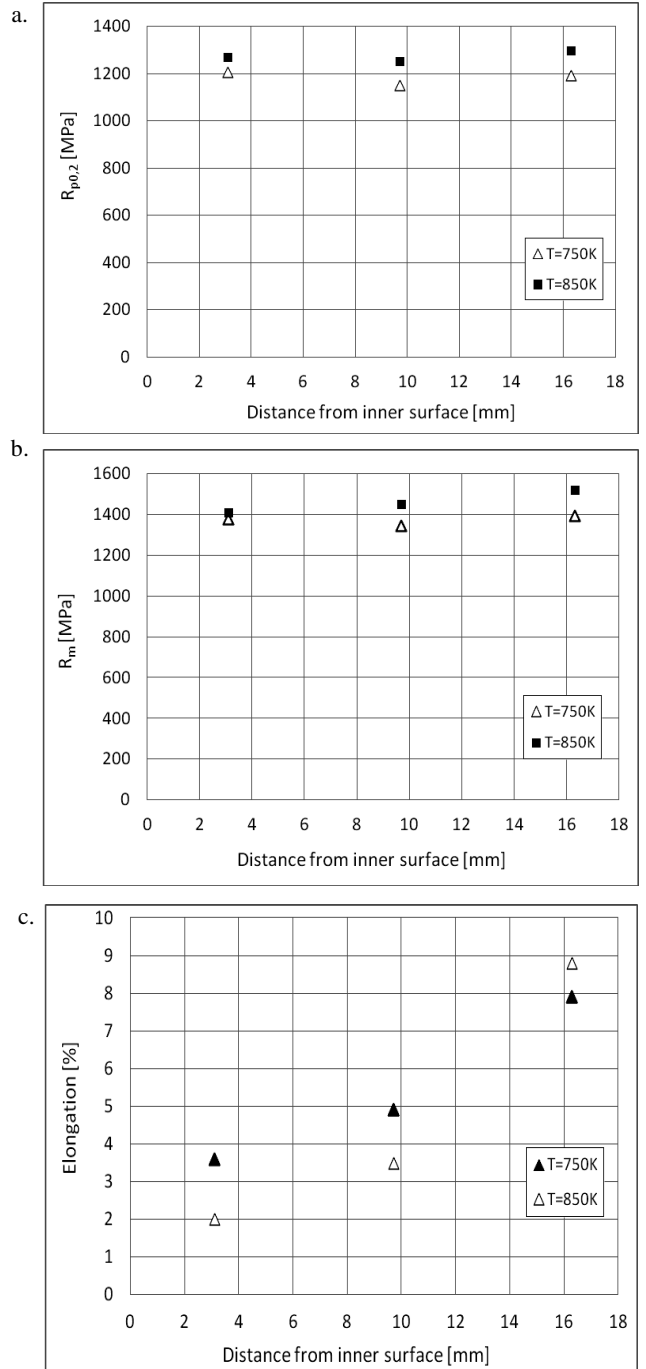 a.
1400
1200
1000
800
600
400
200
0
R_p0,2 [MPa]
△ T=750K
■ T=850K
0 2 4 6 8 10 12 14 16 18
Distance from inner surface [mm]
b.
1600
1400
1200
1000
800
600
400
200
0
R_m [MPa]
△ T=750K
■ T=850K
0 2 4 6 8 10 12 14 16 18
Distance from inner surface [mm]
c.
10
9
8
7
6
5
4
3
2
1
0
Elongation [%]
▲ T=750K
△ T=850K
0 2 4 6 8 10 12 14 16 18
Distance from inner surface [mm]